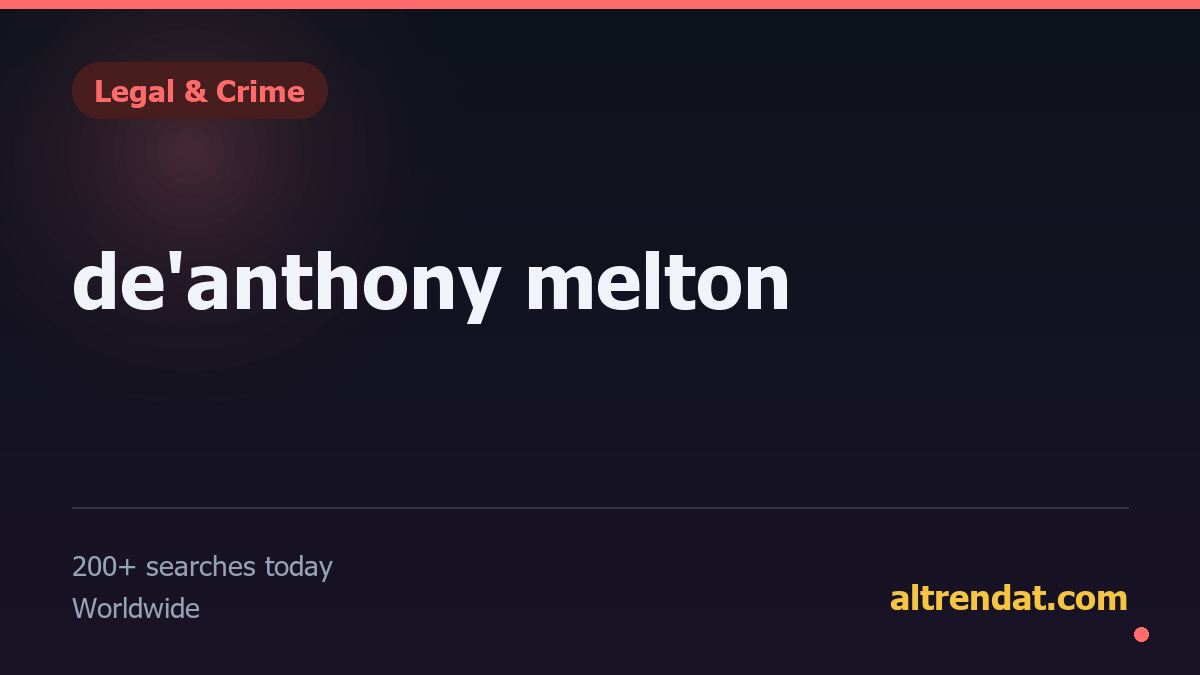 Legal & Crime
de'anthony melton
200+ searches today
Worldwide
altrendat.com